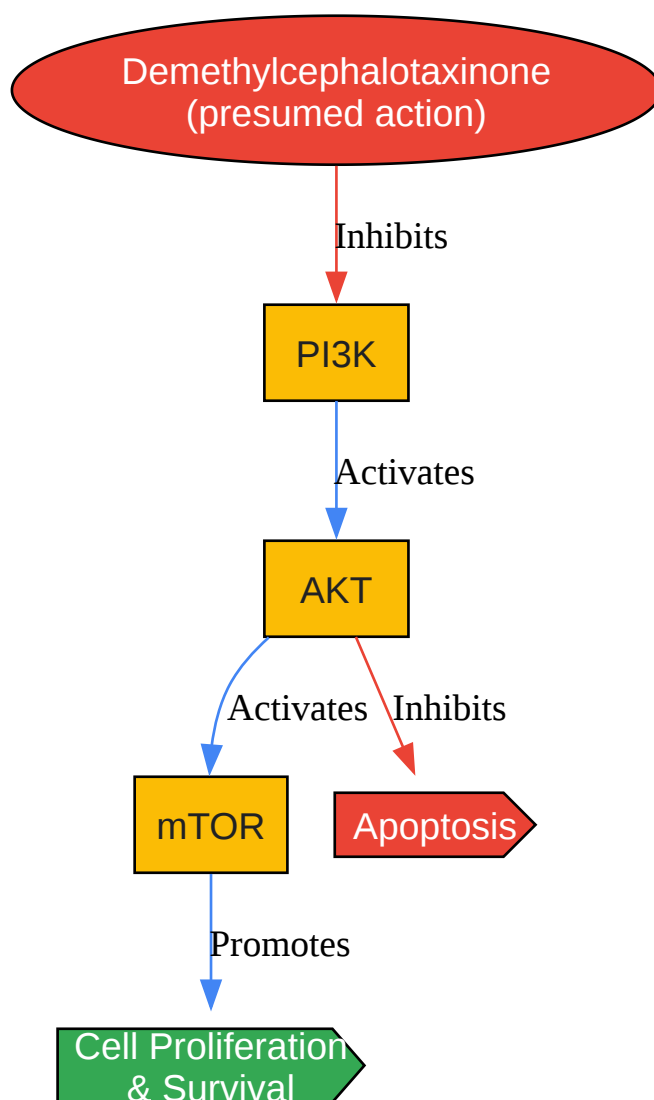 Demethylcephalotaxinone
(presumed action)
Inhibits
PI3K
Activates
AKT
Activates
Inhibits
mTOR
Apoptosis
Promotes
Cell Proliferation
& Survival